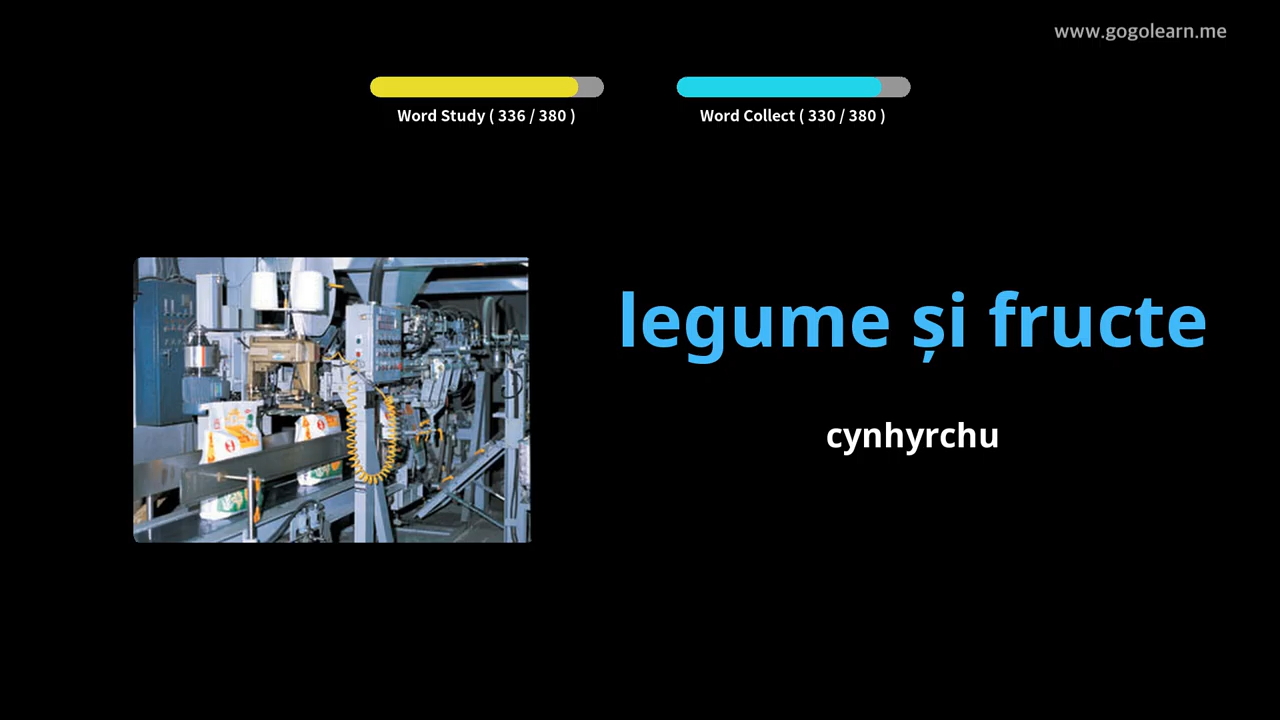 www.gogolearn.me
Word Study ( 336 / 380 )
Word Collect ( 330 / 380 )
legume și fructe
cynhyrchu